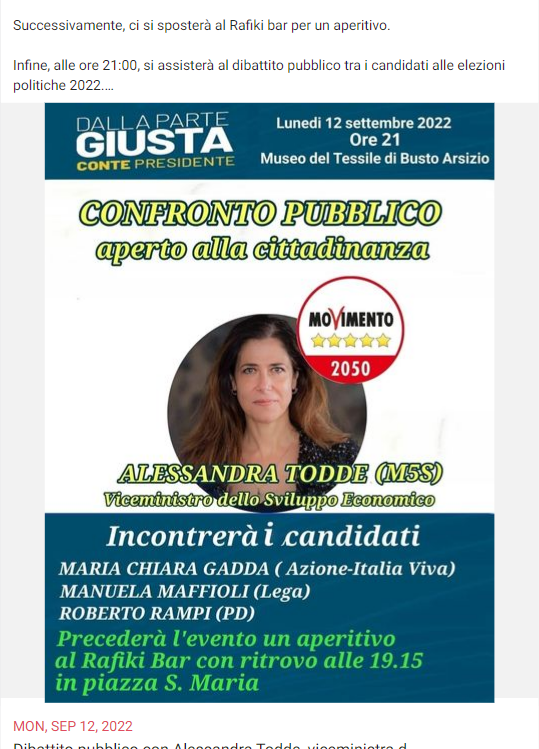 Successivamente, ci si sposterà al Rafiki bar per un aperitivo.
Infine, alle ore 21:00, si assisterà al dibattito pubblico tra i candidati alle elezioni
politiche 2022....
DALLA PARTE
GIUSTA
CONTE PRESIDENTE
Lunedì 12 settembre 2022
Ore 21
Museo del Tessile di Busto Arsizio
CONFRONTO PUBBLICO
aperto alla cittadinanza
MOVIMENTO
2050
ALESSANDRA TODDE (M5S)
Viceministro dello Sviluppo Economico
Incontrerà i candidati
MARIA CHIARA GADDA ( Azione-Italia Viva)
MANUELA MAFFIOLI (Lega)
ROBERTO RAMPI (PD)
Precederà l'evento un aperitivo
al Rafiki Bar con ritrovo alle 19.15
in piazza S. Maria
MON, SEP 12, 2022
Dibattito pubblico con Alessandra Todde, viceministra d